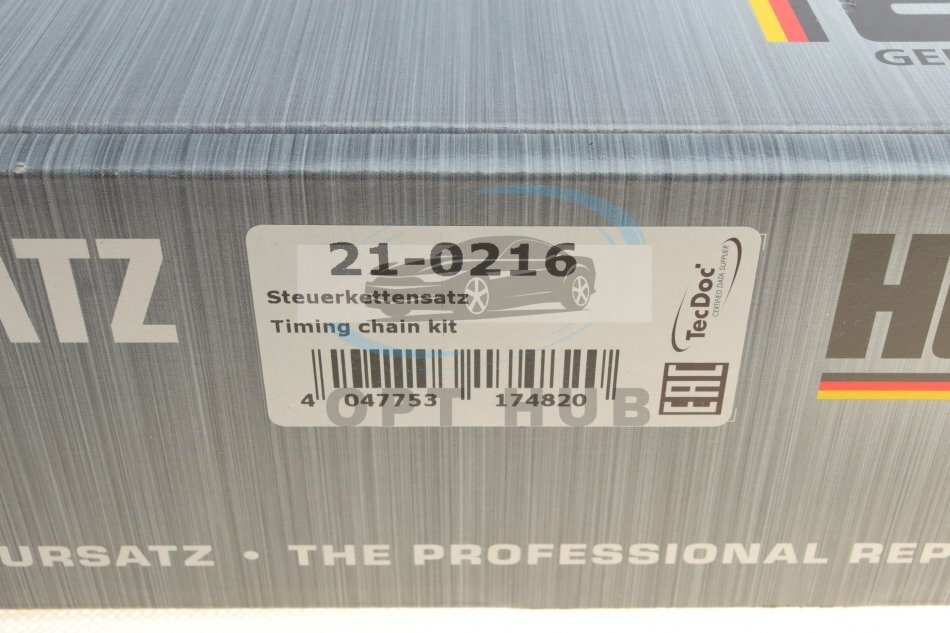 GE
21-0216
Steuerkettensatz
Timing chain kit
TecDoc
CERTIFIED DATA SUPPLIER
EAC
4 047753 174820
OPT HUB
ATZ
H
URSATZ • THE PROFESSIONAL REP